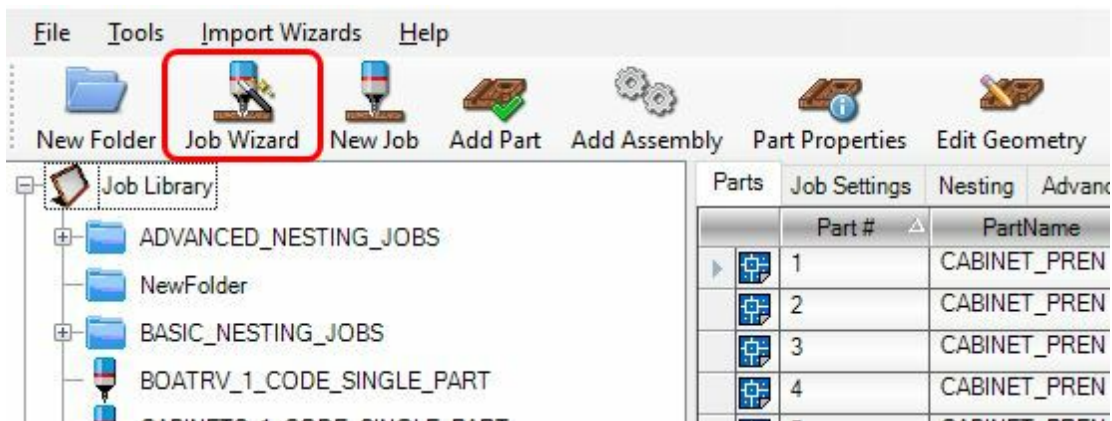 File Tools Import Wizards Help
New Folder Job Wizard New Job Add Part Add Assembly Part Properties Edit Geometry
Job Library
ADVANCED_NESTING_JOBS
NewFolder
BASIC_NESTING_JOBS
BOATRV_1_CODE_SINGLE_PART
Parts Job Settings Nesting Advanc
Part # PartName
1 CABINET_PREN
2 CABINET_PREN
3 CABINET_PREN
4 CABINET_PREN